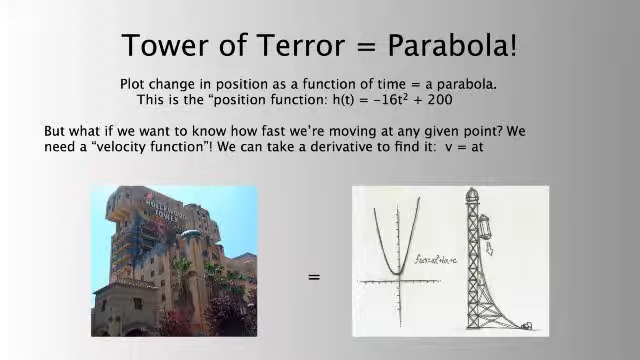 Tower of Terror = Parabola!
Plot change in position as a function of time = a parabola.
This is the “position function: h(t) = -16t² + 200
But what if we want to know how fast we’re moving at any given point? We
need a “velocity function”! We can take a derivative to find it: v = at
HOLLYWOOD
TOWER
=